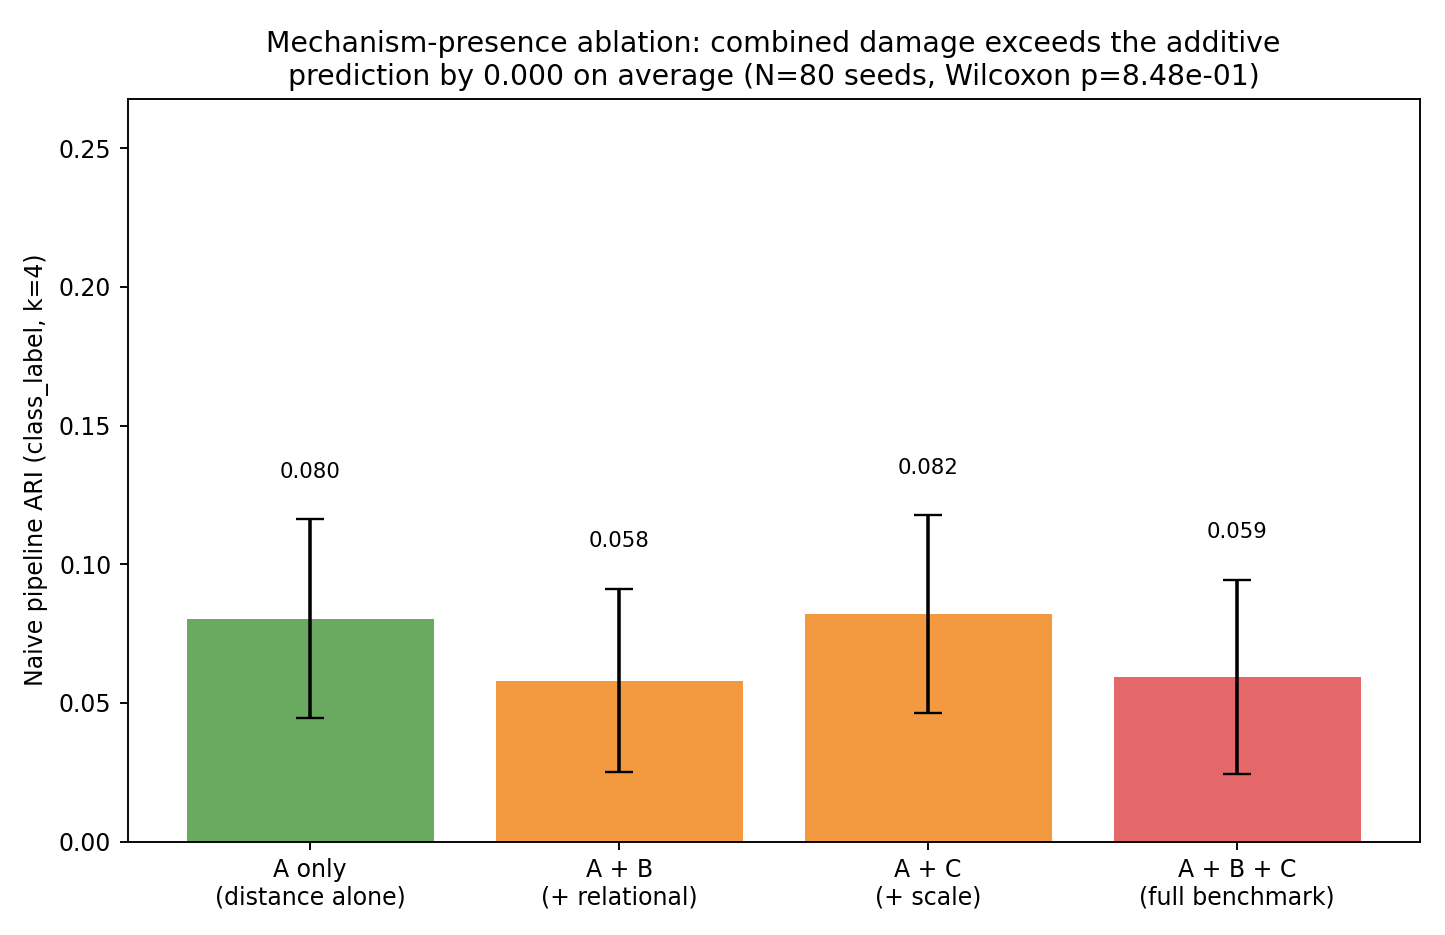 Mechanism-presence ablation: combined damage exceeds the additive
prediction by 0.000 on average (N=80 seeds, Wilcoxon p=8.48e-01)
Naive pipeline ARI (class_label, k=4)
0.25
0.20
0.15
0.10
0.05
0.00
0.080
0.058
0.082
0.059
A only
(distance alone)
A + B
(+ relational)
A + C
(+ scale)
A + B + C
(full benchmark)